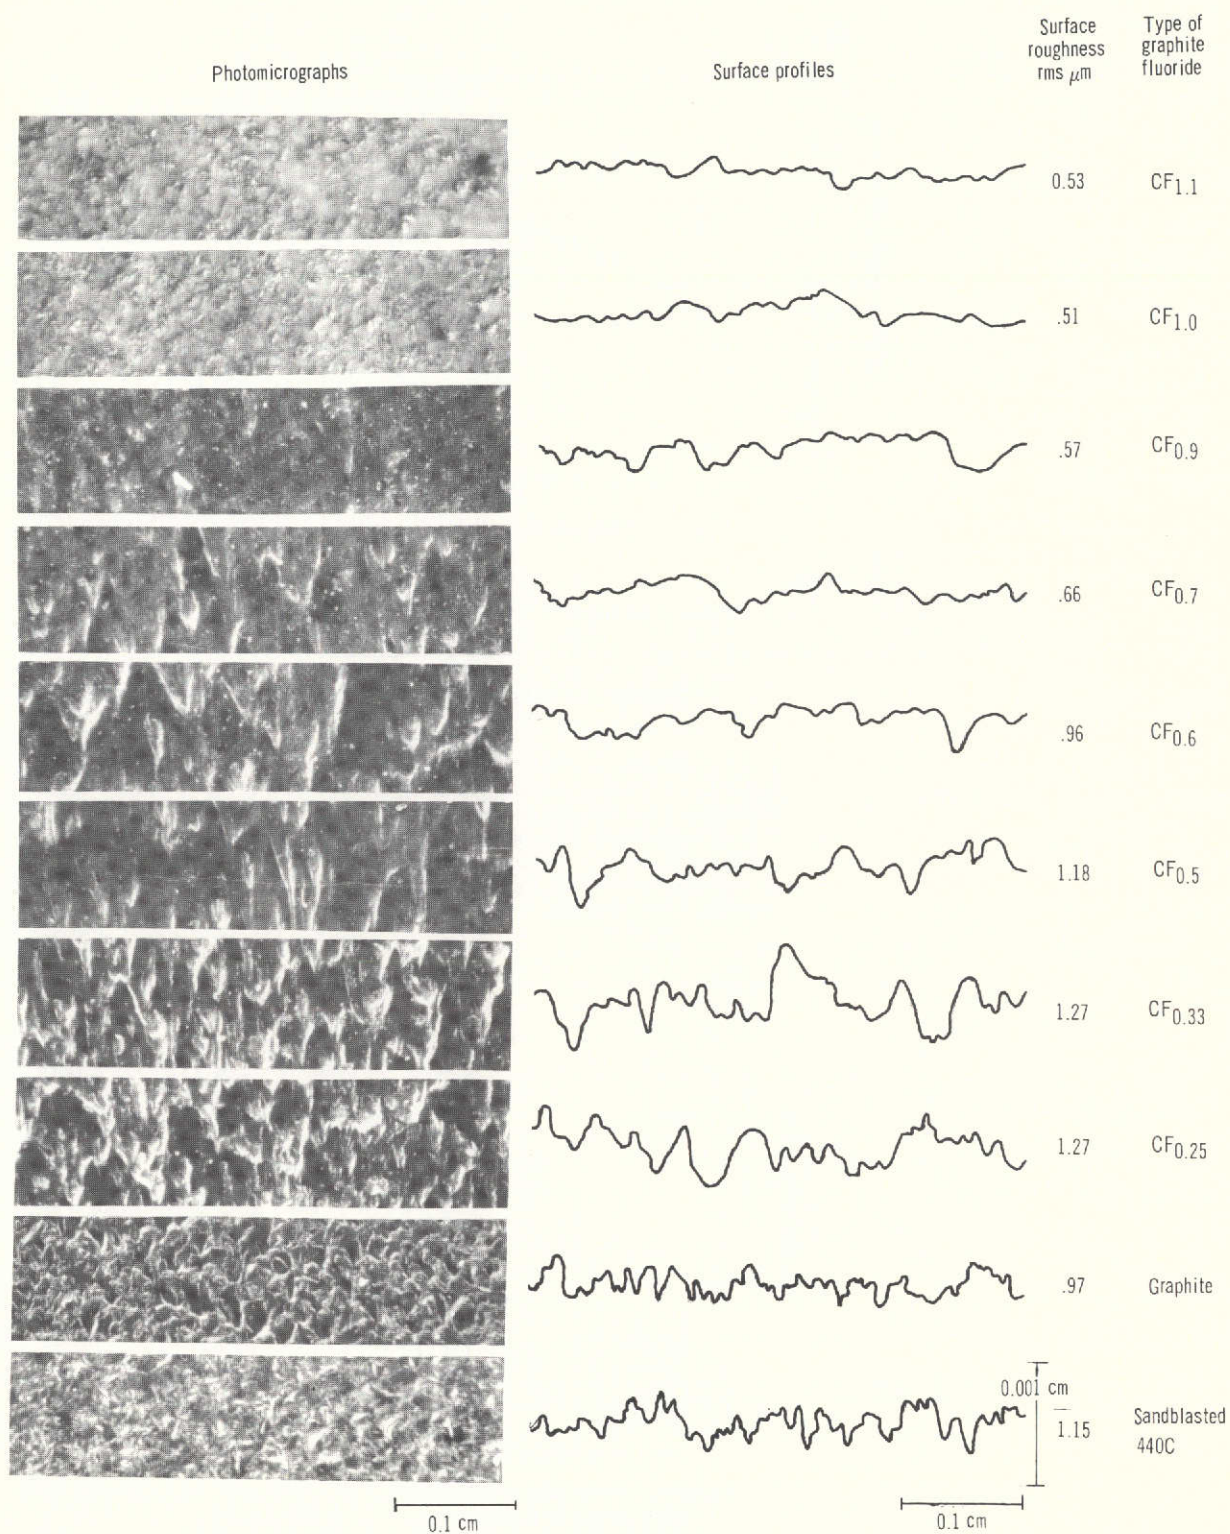 Photomicrographs
Surface profiles
Surface
roughness
rms μm
Type of
graphite
fluoride
0.53 CF1.1
.51 CF1.0
.57 CF0.9
.66 CF0.7
.96 CF0.6
1.18 CF0.5
1.27 CF0.33
1.27 CF0.25
.97 Graphite
0.001 cm
1.15 Sandblasted
440C
0.1 cm
0.1 cm